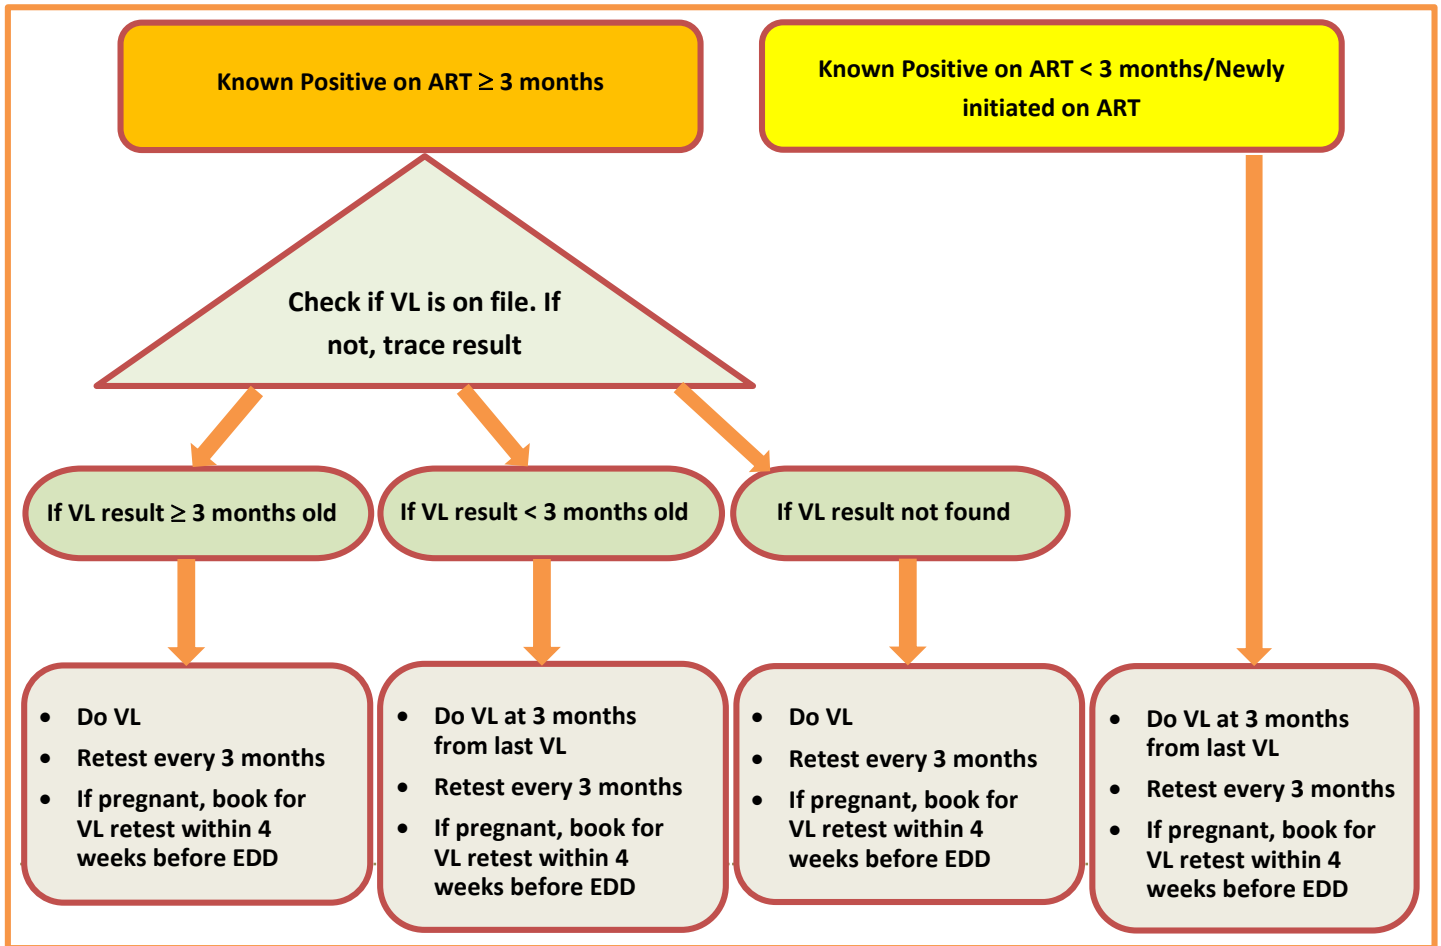 Known Positive on ART ≥ 3 months
Known Positive on ART < 3 months/Newly
initiated on ART
Check if VL is on file. If
not, trace result
If VL result ≥ 3 months old
If VL result < 3 months old
If VL result not found
• Do VL
• Retest every 3 months
• If pregnant, book for
VL retest within 4
weeks before EDD
• Do VL at 3 months
from last VL
• Retest every 3 months
• If pregnant, book for
VL retest within 4
weeks before EDD
• Do VL
• Retest every 3 months
• If pregnant, book for
VL retest within 4
weeks before EDD
• Do VL at 3 months
from last VL
• Retest every 3 months
• If pregnant, book for
VL retest within 4
weeks before EDD